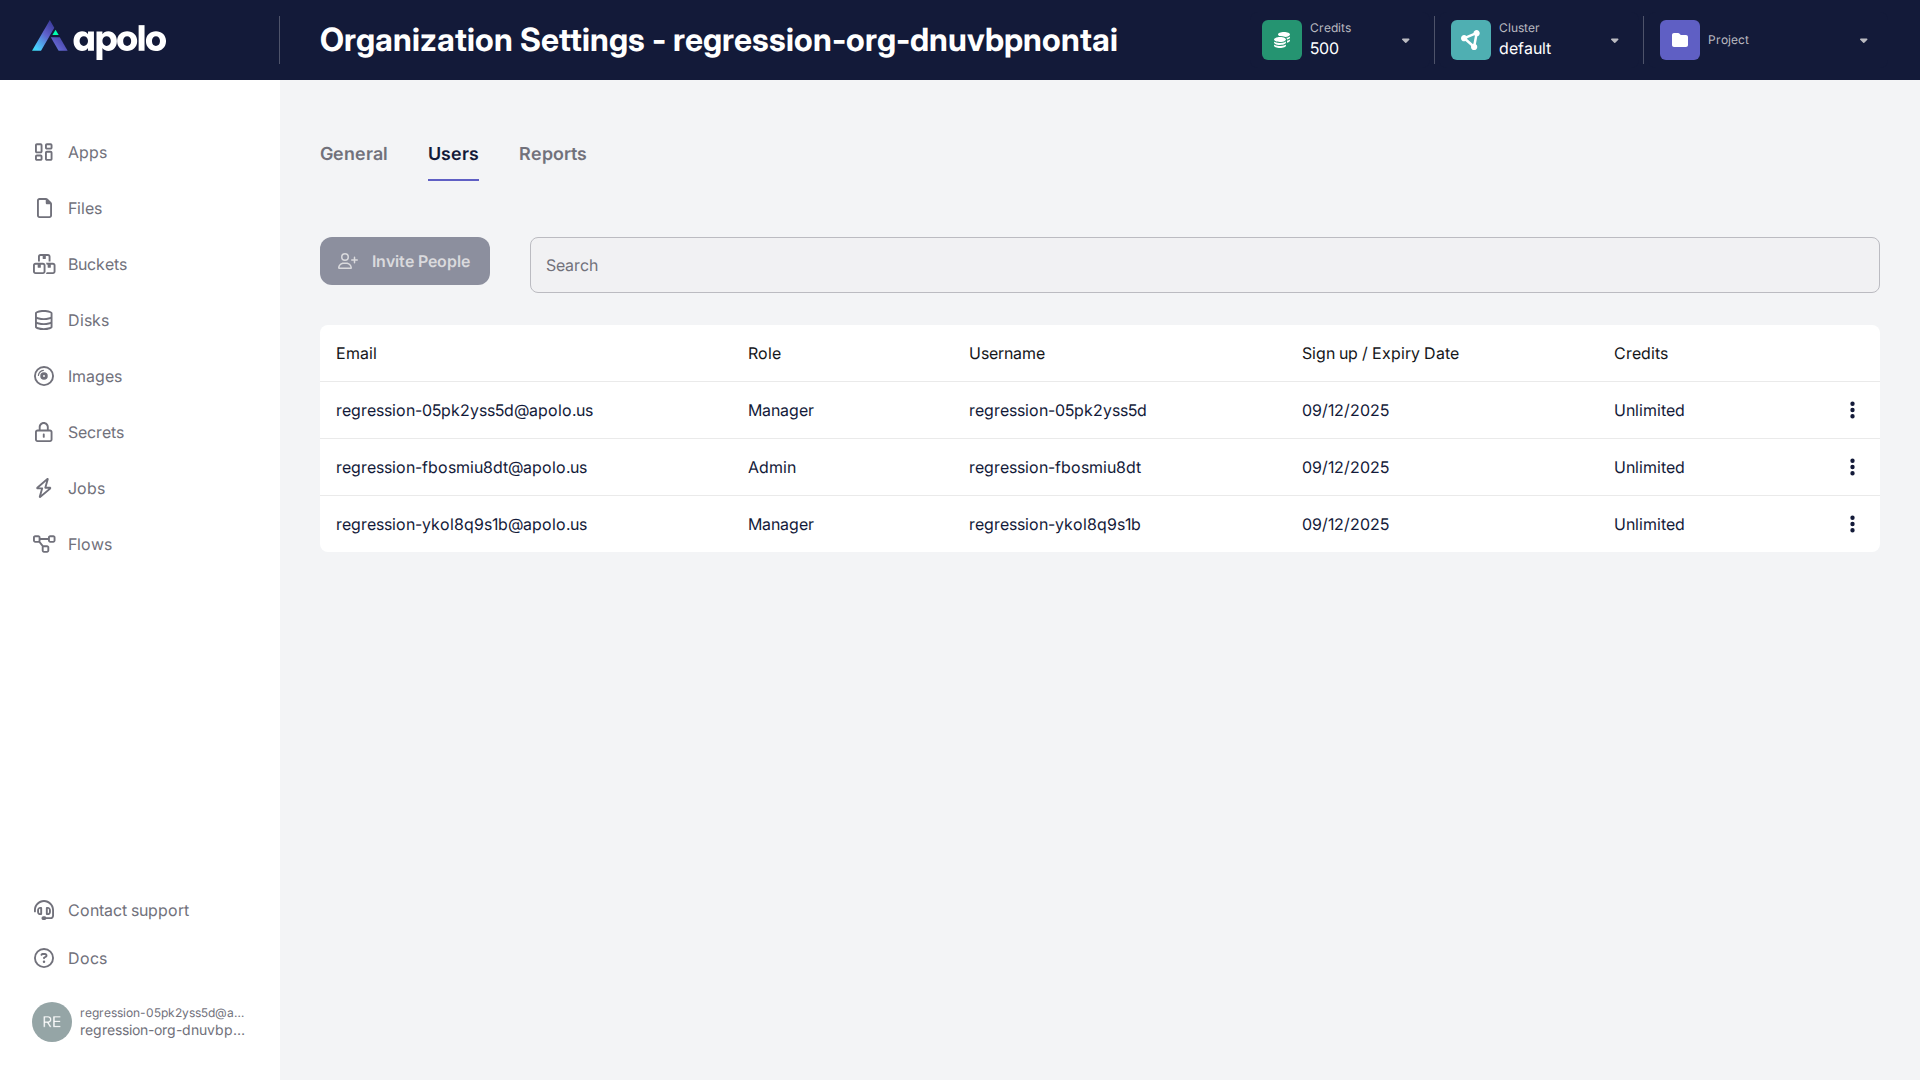 apolo
Organization Settings - regression-org-dnuvbpnontai
Credits
500
Cluster
default
Project
Apps
Files
Buckets
Disks
Images
Secrets
Jobs
Flows
General Users Reports
Invite People
Search
Email Role Username Sign up / Expiry Date Credits
regression-05pk2yss5d@apolo.us Manager regression-05pk2yss5d 09/12/2025 Unlimited
regression-fbosmiu8dt@apolo.us Admin regression-fbosmiu8dt 09/12/2025 Unlimited
regression-ykol8q9s1b@apolo.us Manager regression-ykol8q9s1b 09/12/2025 Unlimited
Contact support
Docs
RE
regression-05pk2yss5d@a...
regression-org-dnuvbp...